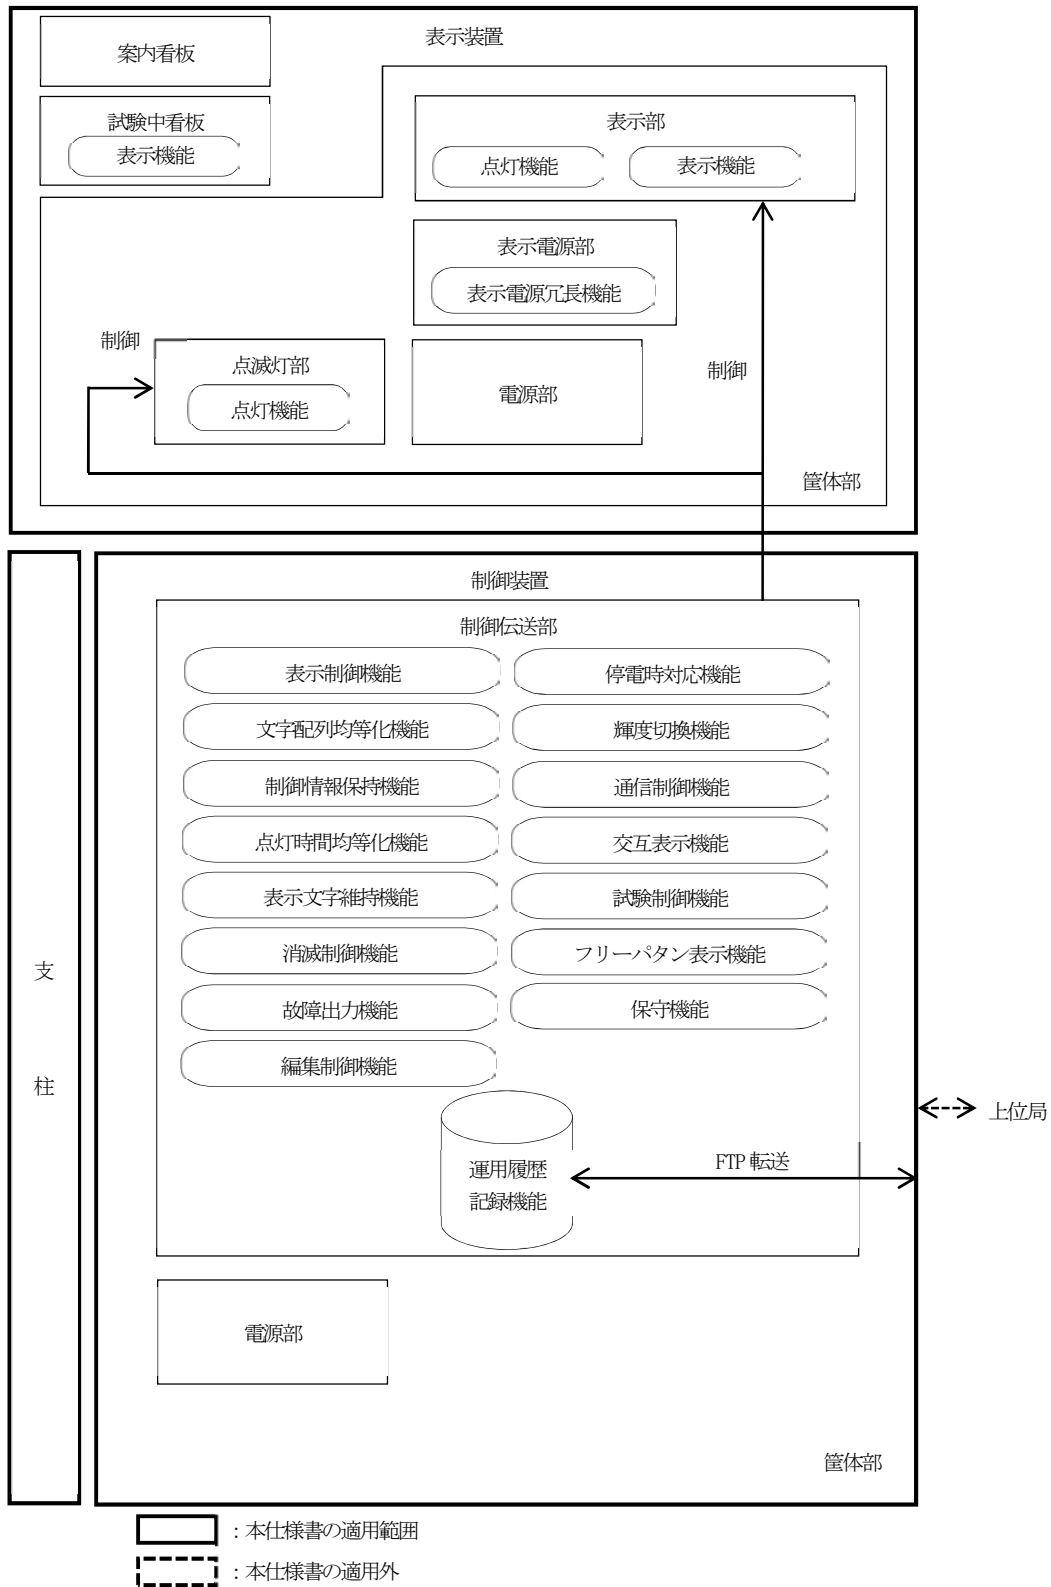 表示装置
案内看板
試験中看板
表示機能
表示部
点灯機能
表示機能
表示電源部
表示電源冗長機能
制御
点滅灯部
点灯機能
電源部
制御
筐体部
制御装置
制御伝送部
表示制御機能
停電時対応機能
文字配列均等化機能
輝度切換機能
制御情報保持機能
通信制御機能
点灯時間均等化機能
交互表示機能
表示文字維持機能
試験制御機能
消滅制御機能
フリーパタン表示機能
故障出力機能
保守機能
編集制御機能
支
柱
上位局
運用履歴
記録機能
FTP 転送
電源部
筐体部
：本仕様書の適用範囲
：本仕様書の適用外